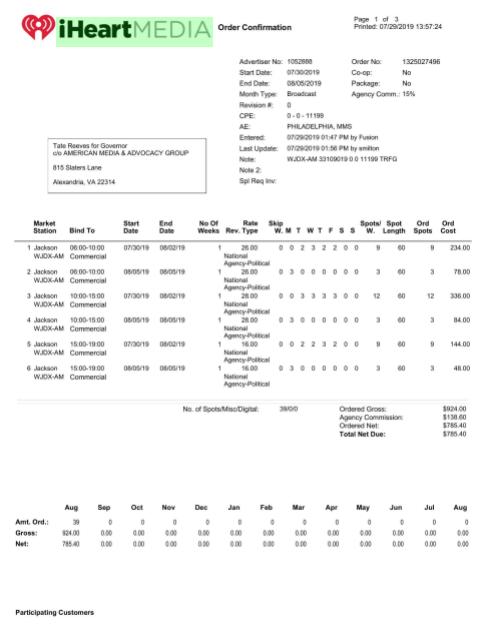 iHeartMEDIA Order Confirmation
Page 1 of 3
Printed: 07/29/2019 13:57:24
Advertiser No: 1052888 Order No: 1325027496
Start Date: 07/30/2019 Co-op: No
End Date: 08/05/2019 Package: No
Month Type: Broadcast Agency Comm.: 15%
Revision #: 0
CPE: 0 - 0 - 11199
AE: PHILADELPHIA, MMS
Entered: 07/29/2019 01:47 PM by Fusion
Last Update: 07/29/2019 01:56 PM by smilton
Note: WJDX-AM 33109019 0 0 11199 TRFG
Note 2:
Spl Req Inv:
Tate Reeves for Governor
c/o AMERICAN MEDIA & ADVOCACY GROUP
815 Slaters Lane
Alexandria, VA 22314
Market Start End No Of Rate Skip Spots/ Spot Ord Ord
Station Bind To Date Date Weeks Rev. Type W. M T W T F S S W. Length Spots Cost
1 Jackson 06:00-10:00 07/30/19 08/02/19 1 26.00 0 0 2 3 2 2 0 0 9 60 9 234.00
WJDX-AM Commercial National
Agency-Political
2 Jackson 06:00-10:00 08/05/19 08/05/19 1 26.00 0 3 0 0 0 0 0 0 3 60 3 78.00
WJDX-AM Commercial National
Agency-Political
3 Jackson 10:00-15:00 07/30/19 08/02/19 1 28.00 0 0 3 3 3 3 0 0 12 60 12 336.00
WJDX-AM Commercial National
Agency-Political
4 Jackson 10:00-15:00 08/05/19 08/05/19 1 28.00 0 3 0 0 0 0 0 0 3 60 3 84.00
WJDX-AM Commercial National
Agency-Political
5 Jackson 15:00-19:00 07/30/19 08/02/19 1 16.00 0 0 2 2 3 2 0 0 9 60 9 144.00
WJDX-AM Commercial National
Agency-Political
6 Jackson 15:00-19:00 08/05/19 08/05/19 1 16.00 0 3 0 0 0 0 0 0 3 60 3 48.00
WJDX-AM Commercial National
Agency-Political
No. of Spots/Misc/Digital: 39/0/0 Ordered Gross: $924.00
Agency Commission: $138.60
Ordered Net: $785.40
Total Net Due: $785.40
Aug Sep Oct Nov Dec Jan Feb Mar Apr May Jun Jul Aug
Amt. Ord.: 39 0 0 0 0 0 0 0 0 0 0 0 0
Gross: 924.00 0.00 0.00 0.00 0.00 0.00 0.00 0.00 0.00 0.00 0.00 0.00 0.00
Net: 785.40 0.00 0.00 0.00 0.00 0.00 0.00 0.00 0.00 0.00 0.00 0.00 0.00
Participating Customers